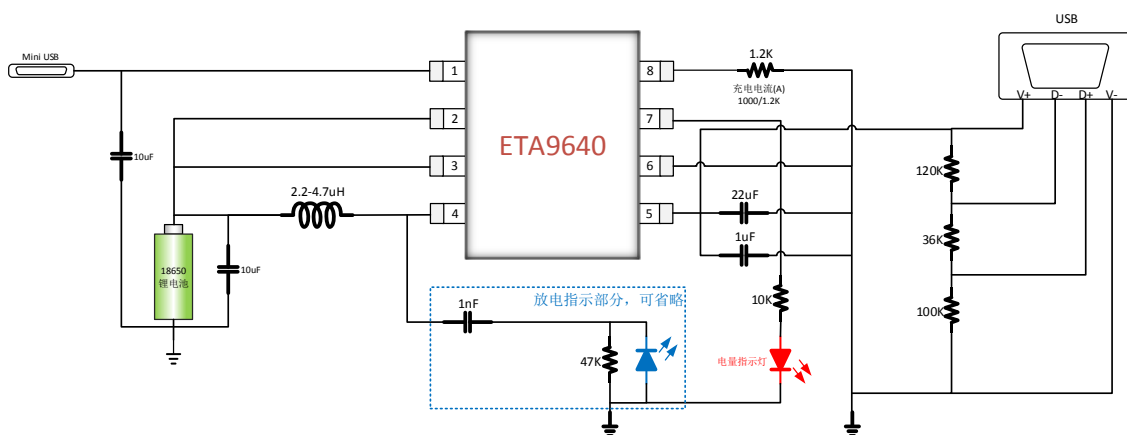 USB
Mini USB
1
2
3
4
ETA9640
8
7
6
5
1.2K
充电电流(A)
1000/1.2K
V+
D-
D+
V-
10uF
2.2-4.7uH
18650
锂电池
10uF
22uF
1uF
120K
36K
100K
放电指示部分，可省略
1nF
47K
10K
电量指示灯